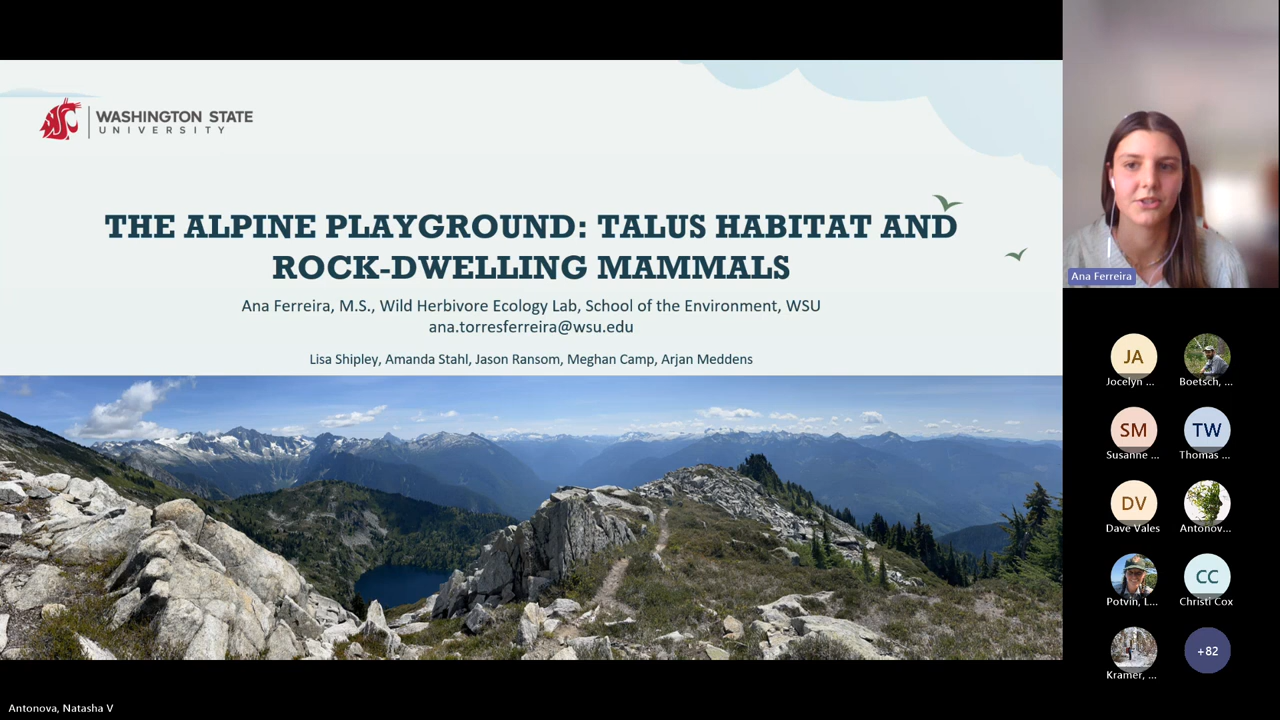 WASHINGTON STATE
UNIVERSITY
THE ALPINE PLAYGROUND: TALUS HABITAT AND
ROCK-DWELLING MAMMALS
Ana Ferreira, M.S., Wild Herbivore Ecology Lab, School of the Environment, WSU
ana.torresferreira@wsu.edu
Lisa Shipley, Amanda Stahl, Jason Ransom, Meghan Camp, Arjan Meddens
Ana Ferreira
JA
Jocelyn ...
Boetsch, ...
SM
Susanne ...
TW
Thomas ...
DV
Dave Vales
Antonov...
Potvin, L...
CC
Christi Cox
Kramer, ...
+82
Antonova, Natasha V